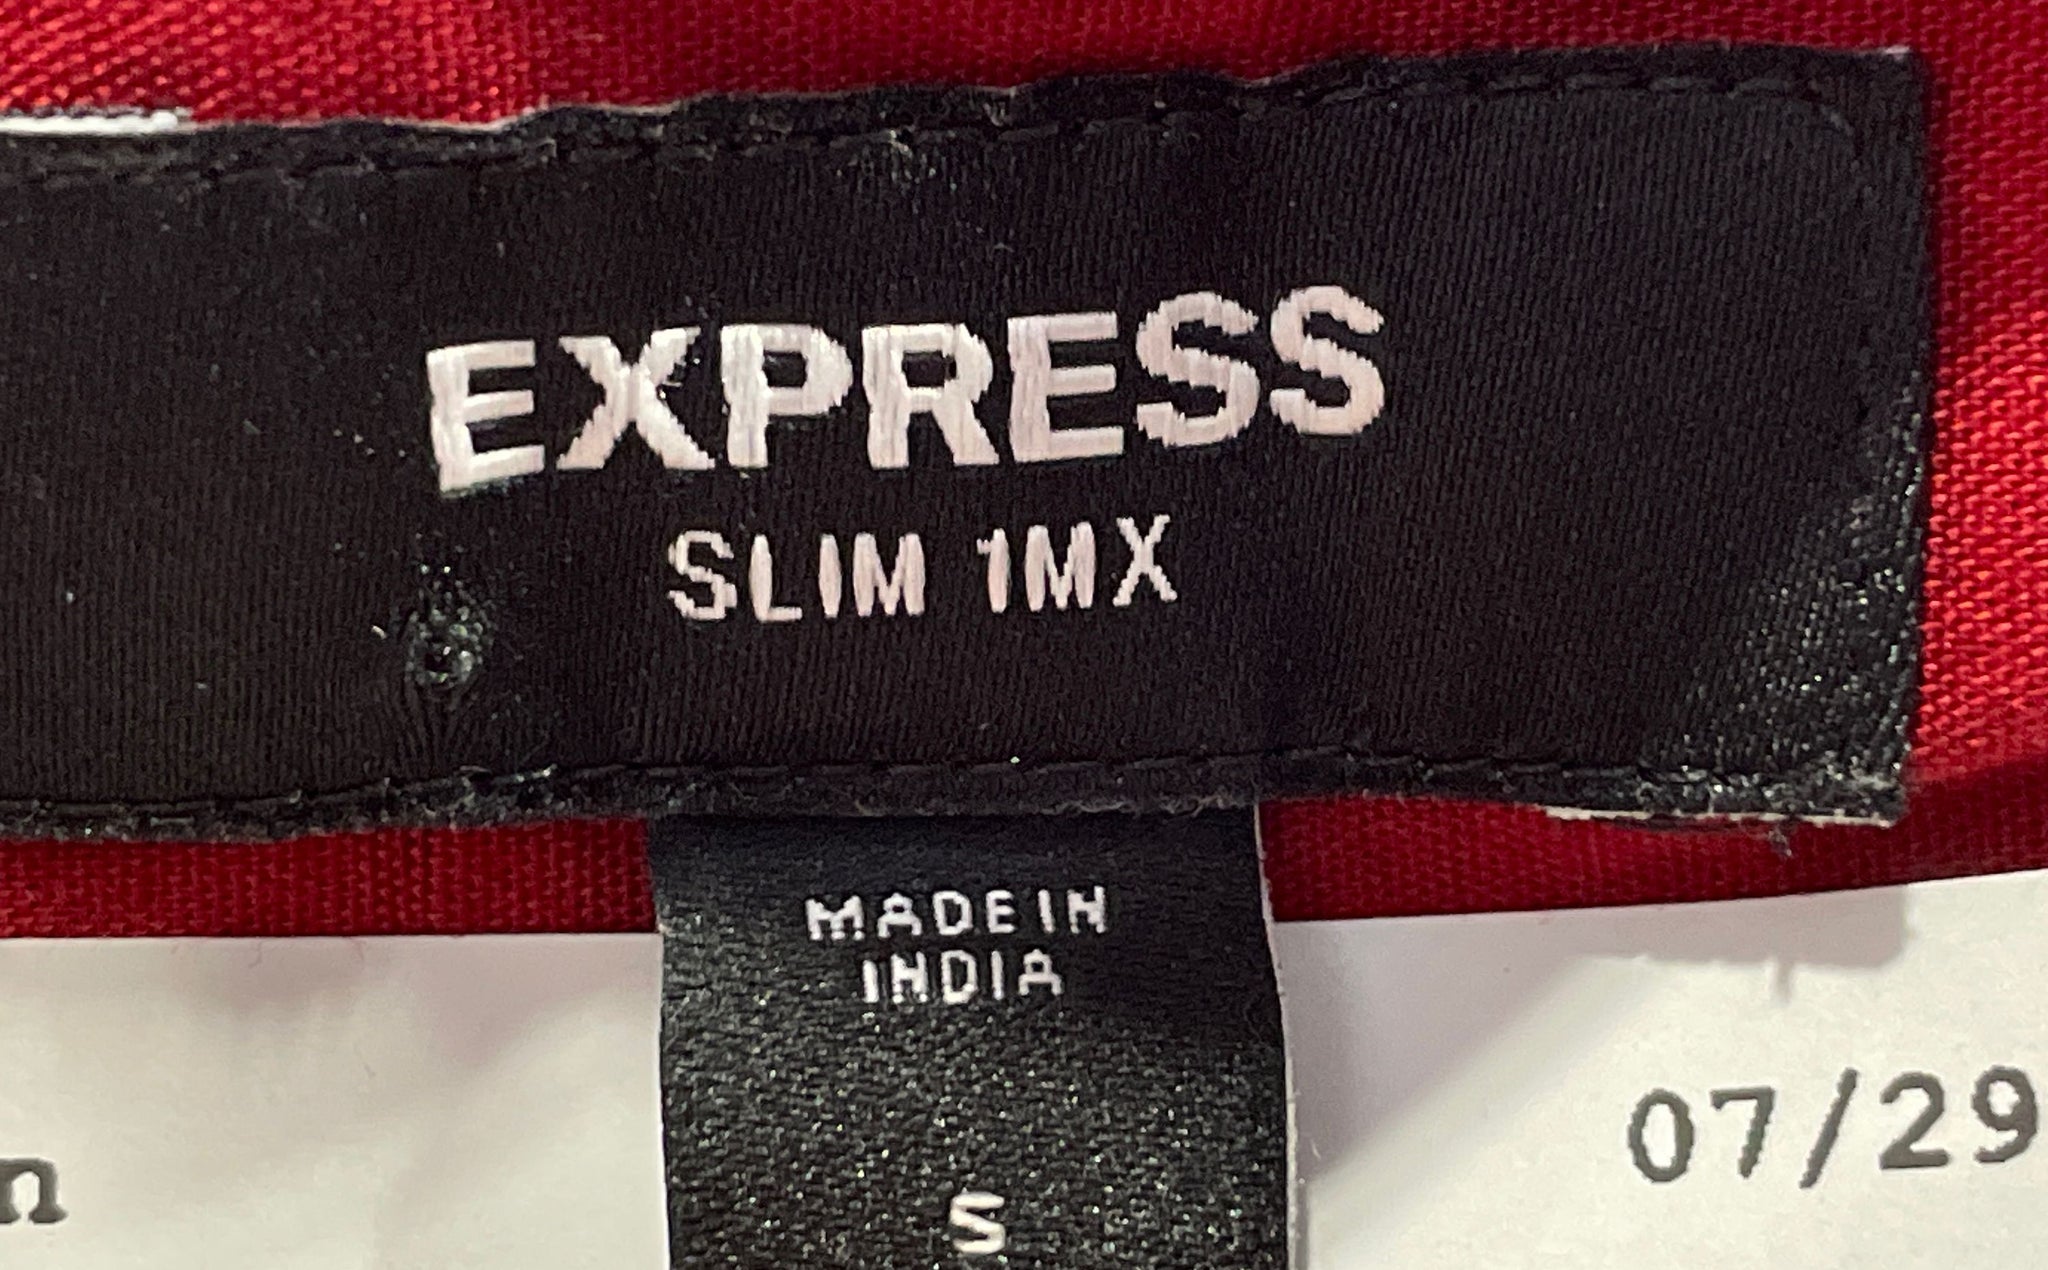 EXPRESS
SLIM 1MX
MADE IN
INDIA
07/29
n
S